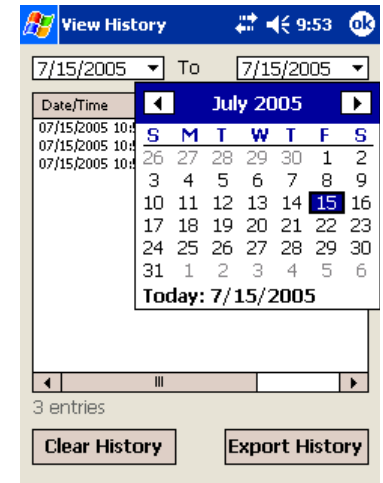 View History 9:53 ok
7/15/2005 To 7/15/2005
Date/Time July 2005
07/15/2005 10:
07/15/2005 10:
07/15/2005 10:
S M T W T F S
26 27 28 29 30 1 2
3 4 5 6 7 8 9
10 11 12 13 14 15 16
17 18 19 20 21 22 23
24 25 26 27 28 29 30
31 1 2 3 4 5 6
Today: 7/15/2005
3 entries
Clear History Export History